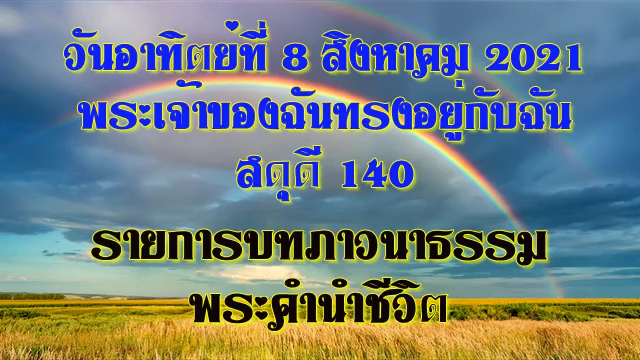 วันอาทิตย์ที่ 8 สิงหาคม 2021
พระเจ้าของฉันทรงอยู่กับฉัน
สดุดี 140
รายการบทภาวนาธรรม
พระคำนำชีวิต